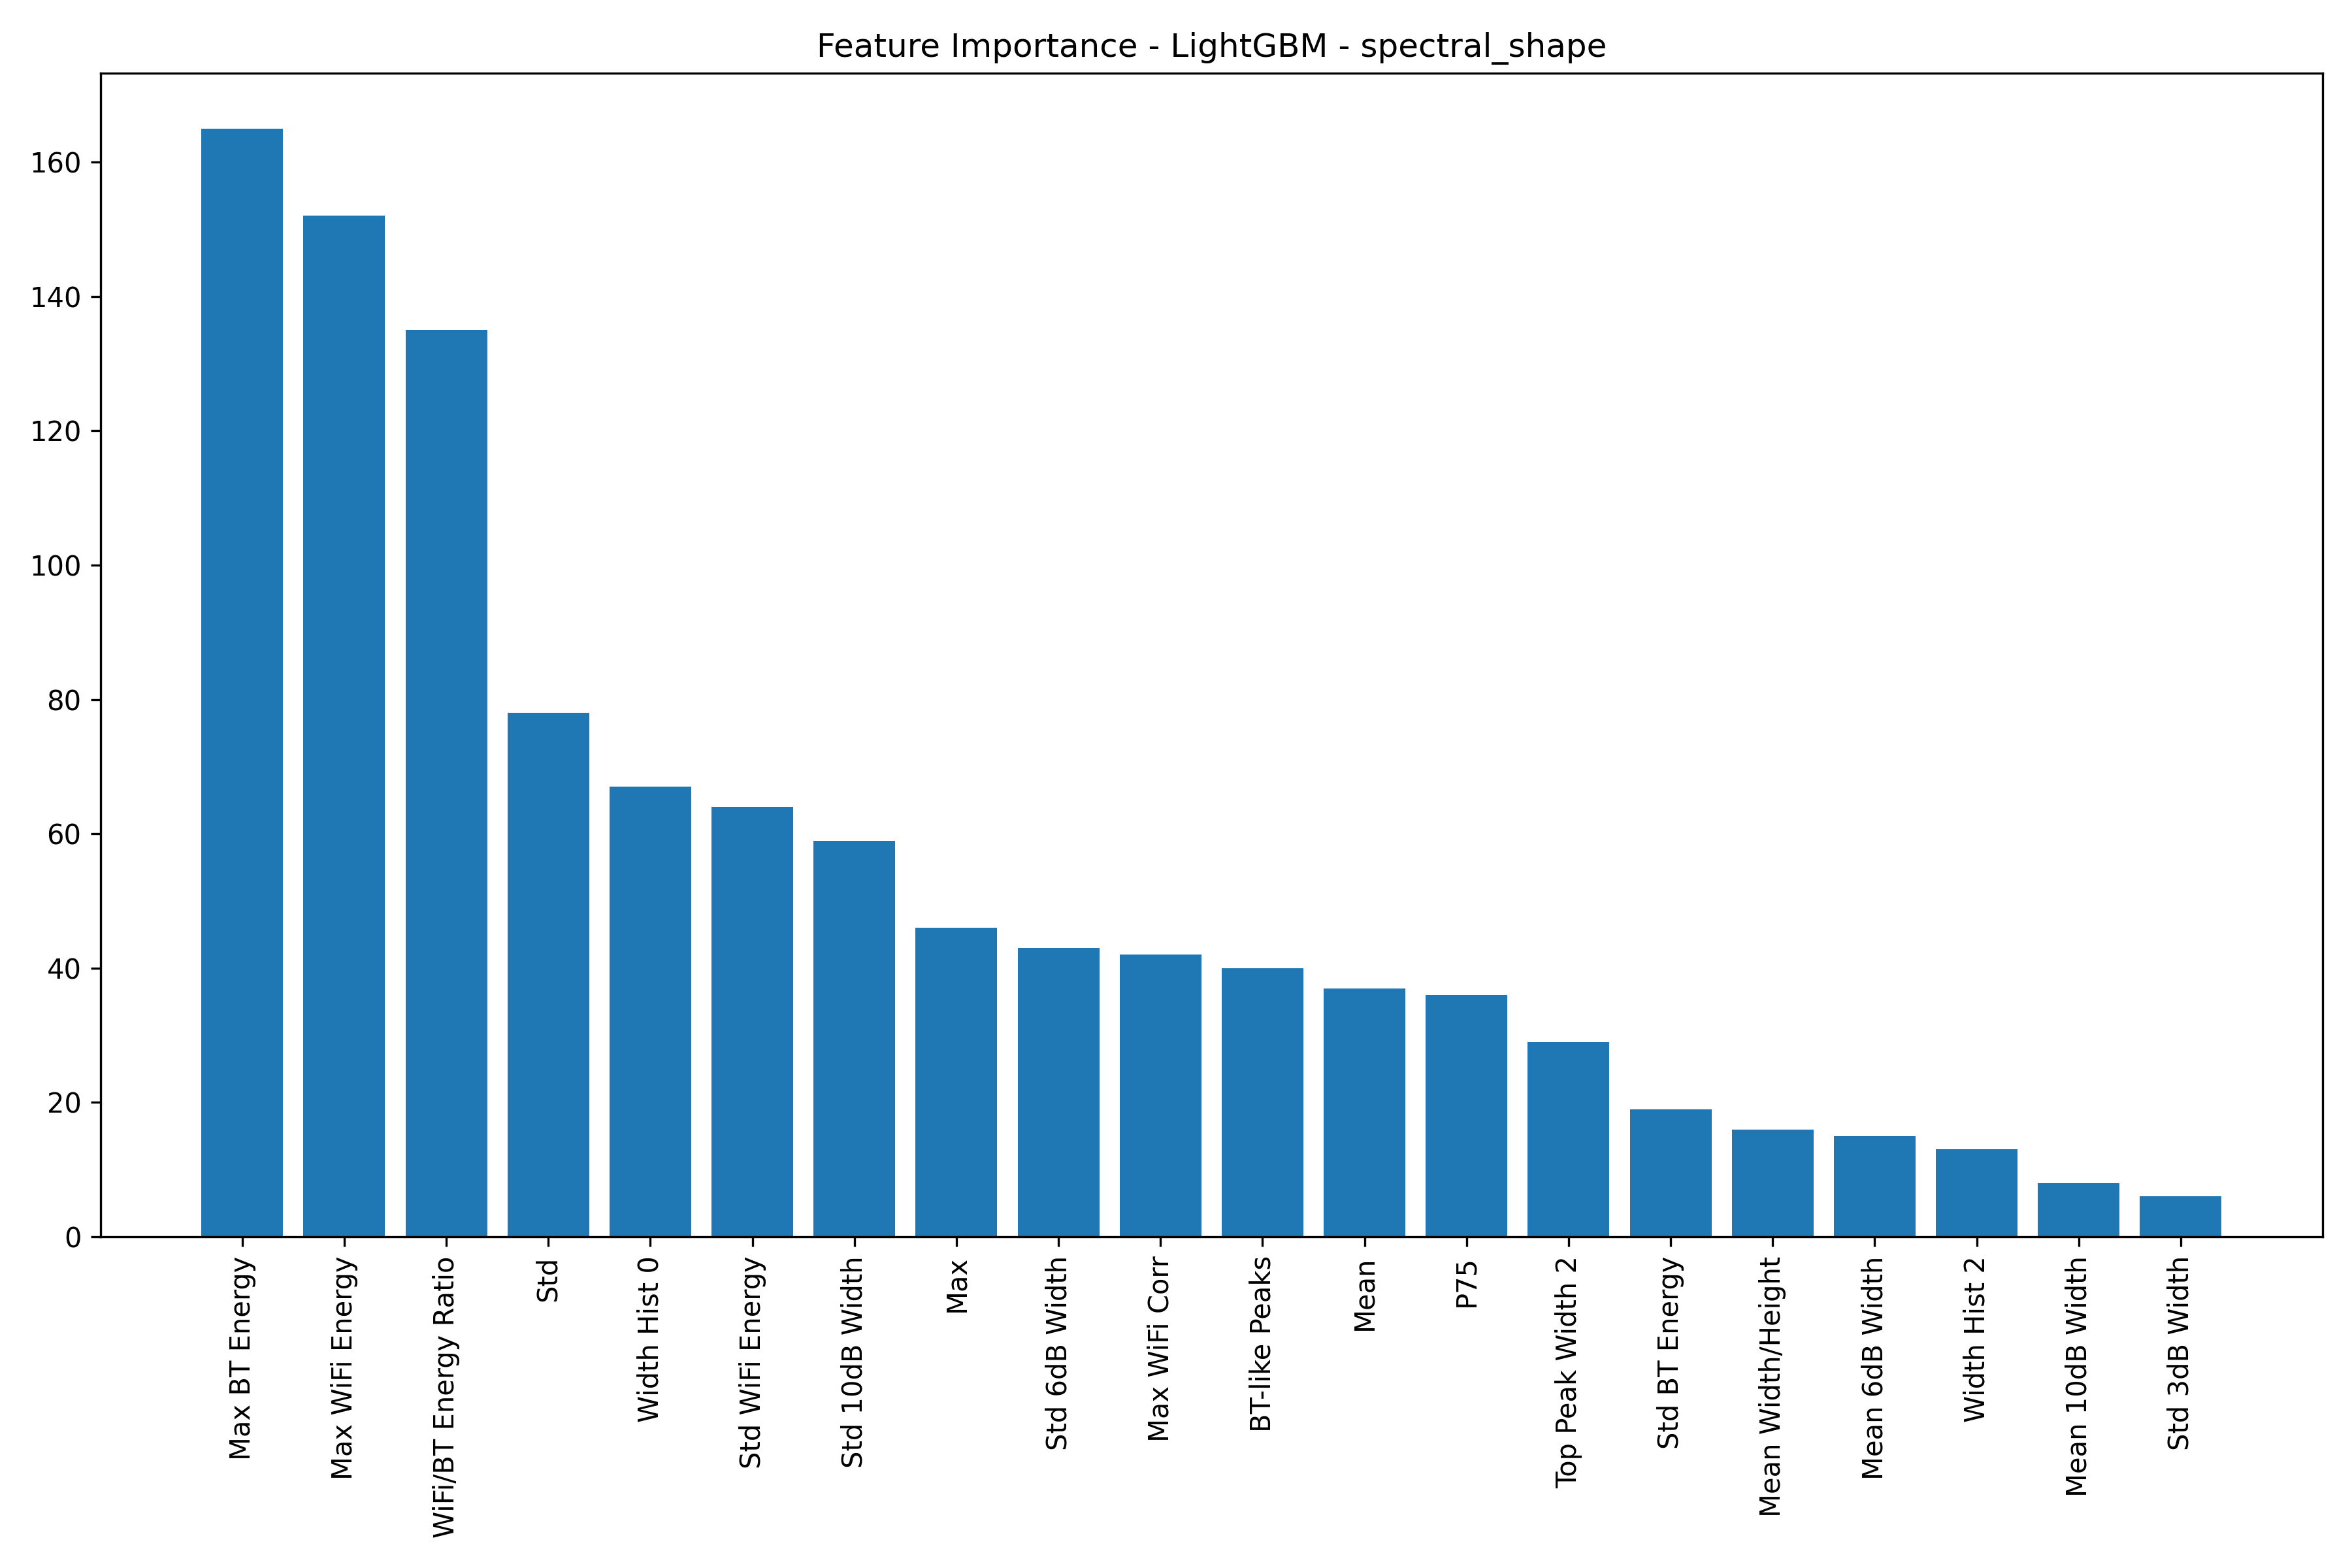 Feature Importance - LightGBM - spectral_shape
160
140
120
100
80
60
40
20
0
Max BT Energy
Max WiFi Energy
WiFi/BT Energy Ratio
Std
Width Hist 0
Std WiFi Energy
Std 10dB Width
Max
Std 6dB Width
Max WiFi Corr
BT-like Peaks
Mean
P75
Top Peak Width 2
Std BT Energy
Mean Width/Height
Mean 6dB Width
Width Hist 2
Mean 10dB Width
Std 3dB Width